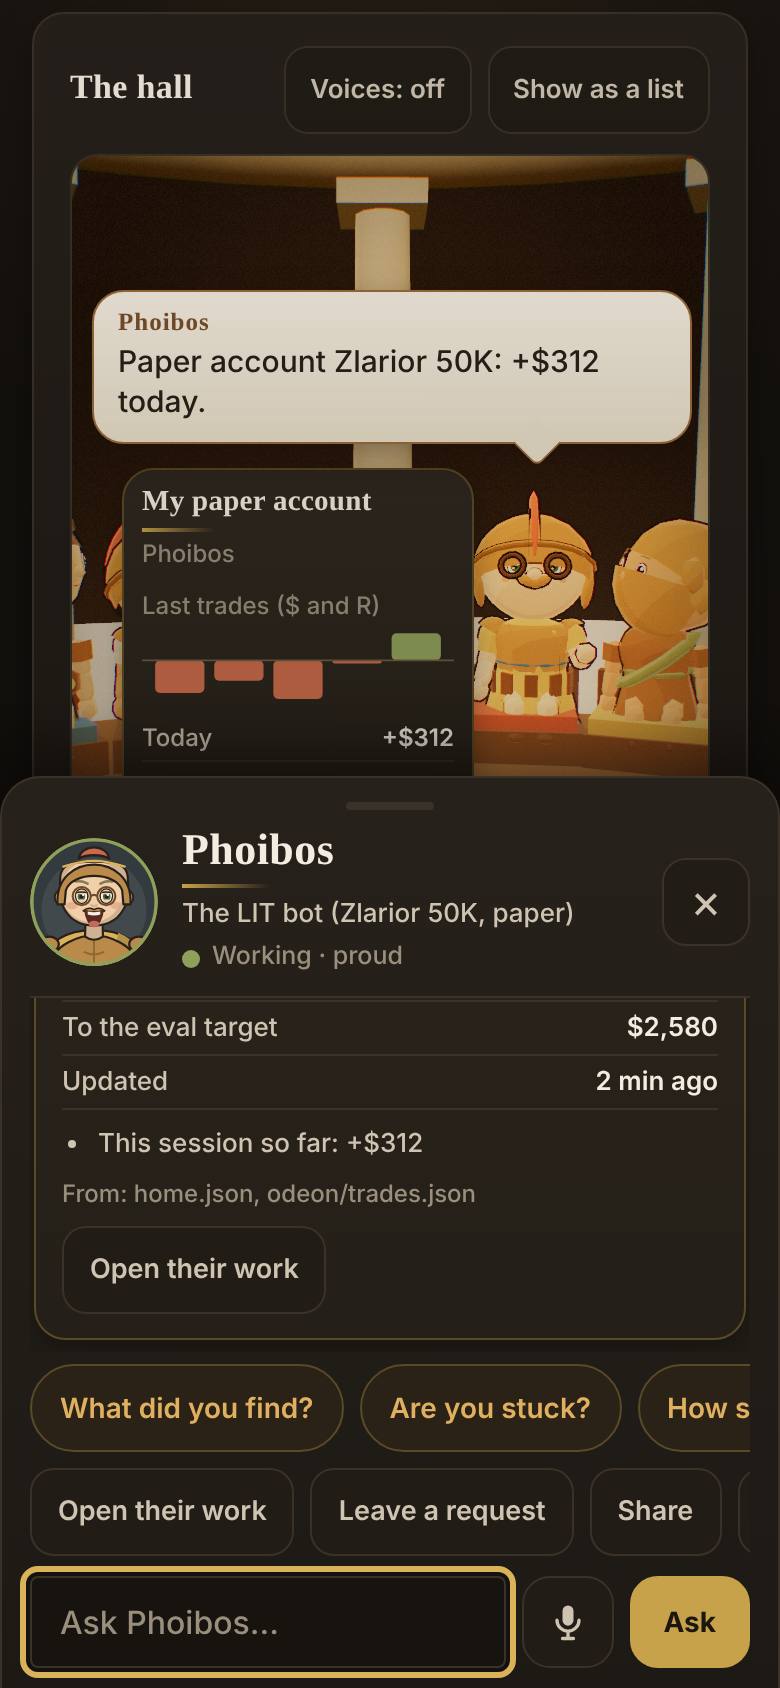 The hall
Voices: off
Show as a list
Phoibos
Paper account Zlarior 50K: +$312
today.
My paper account
Phoibos
Last trades ($ and R)
Today +$312
Phoibos
The LIT bot (Zlarior 50K, paper)
Working · proud
To the eval target $2,580
Updated 2 min ago
• This session so far: +$312
From: home.json, odeon/trades.json
Open their work
What did you find?
Are you stuck?
How s
Open their work
Leave a request
Share
Ask Phoibos...
Ask